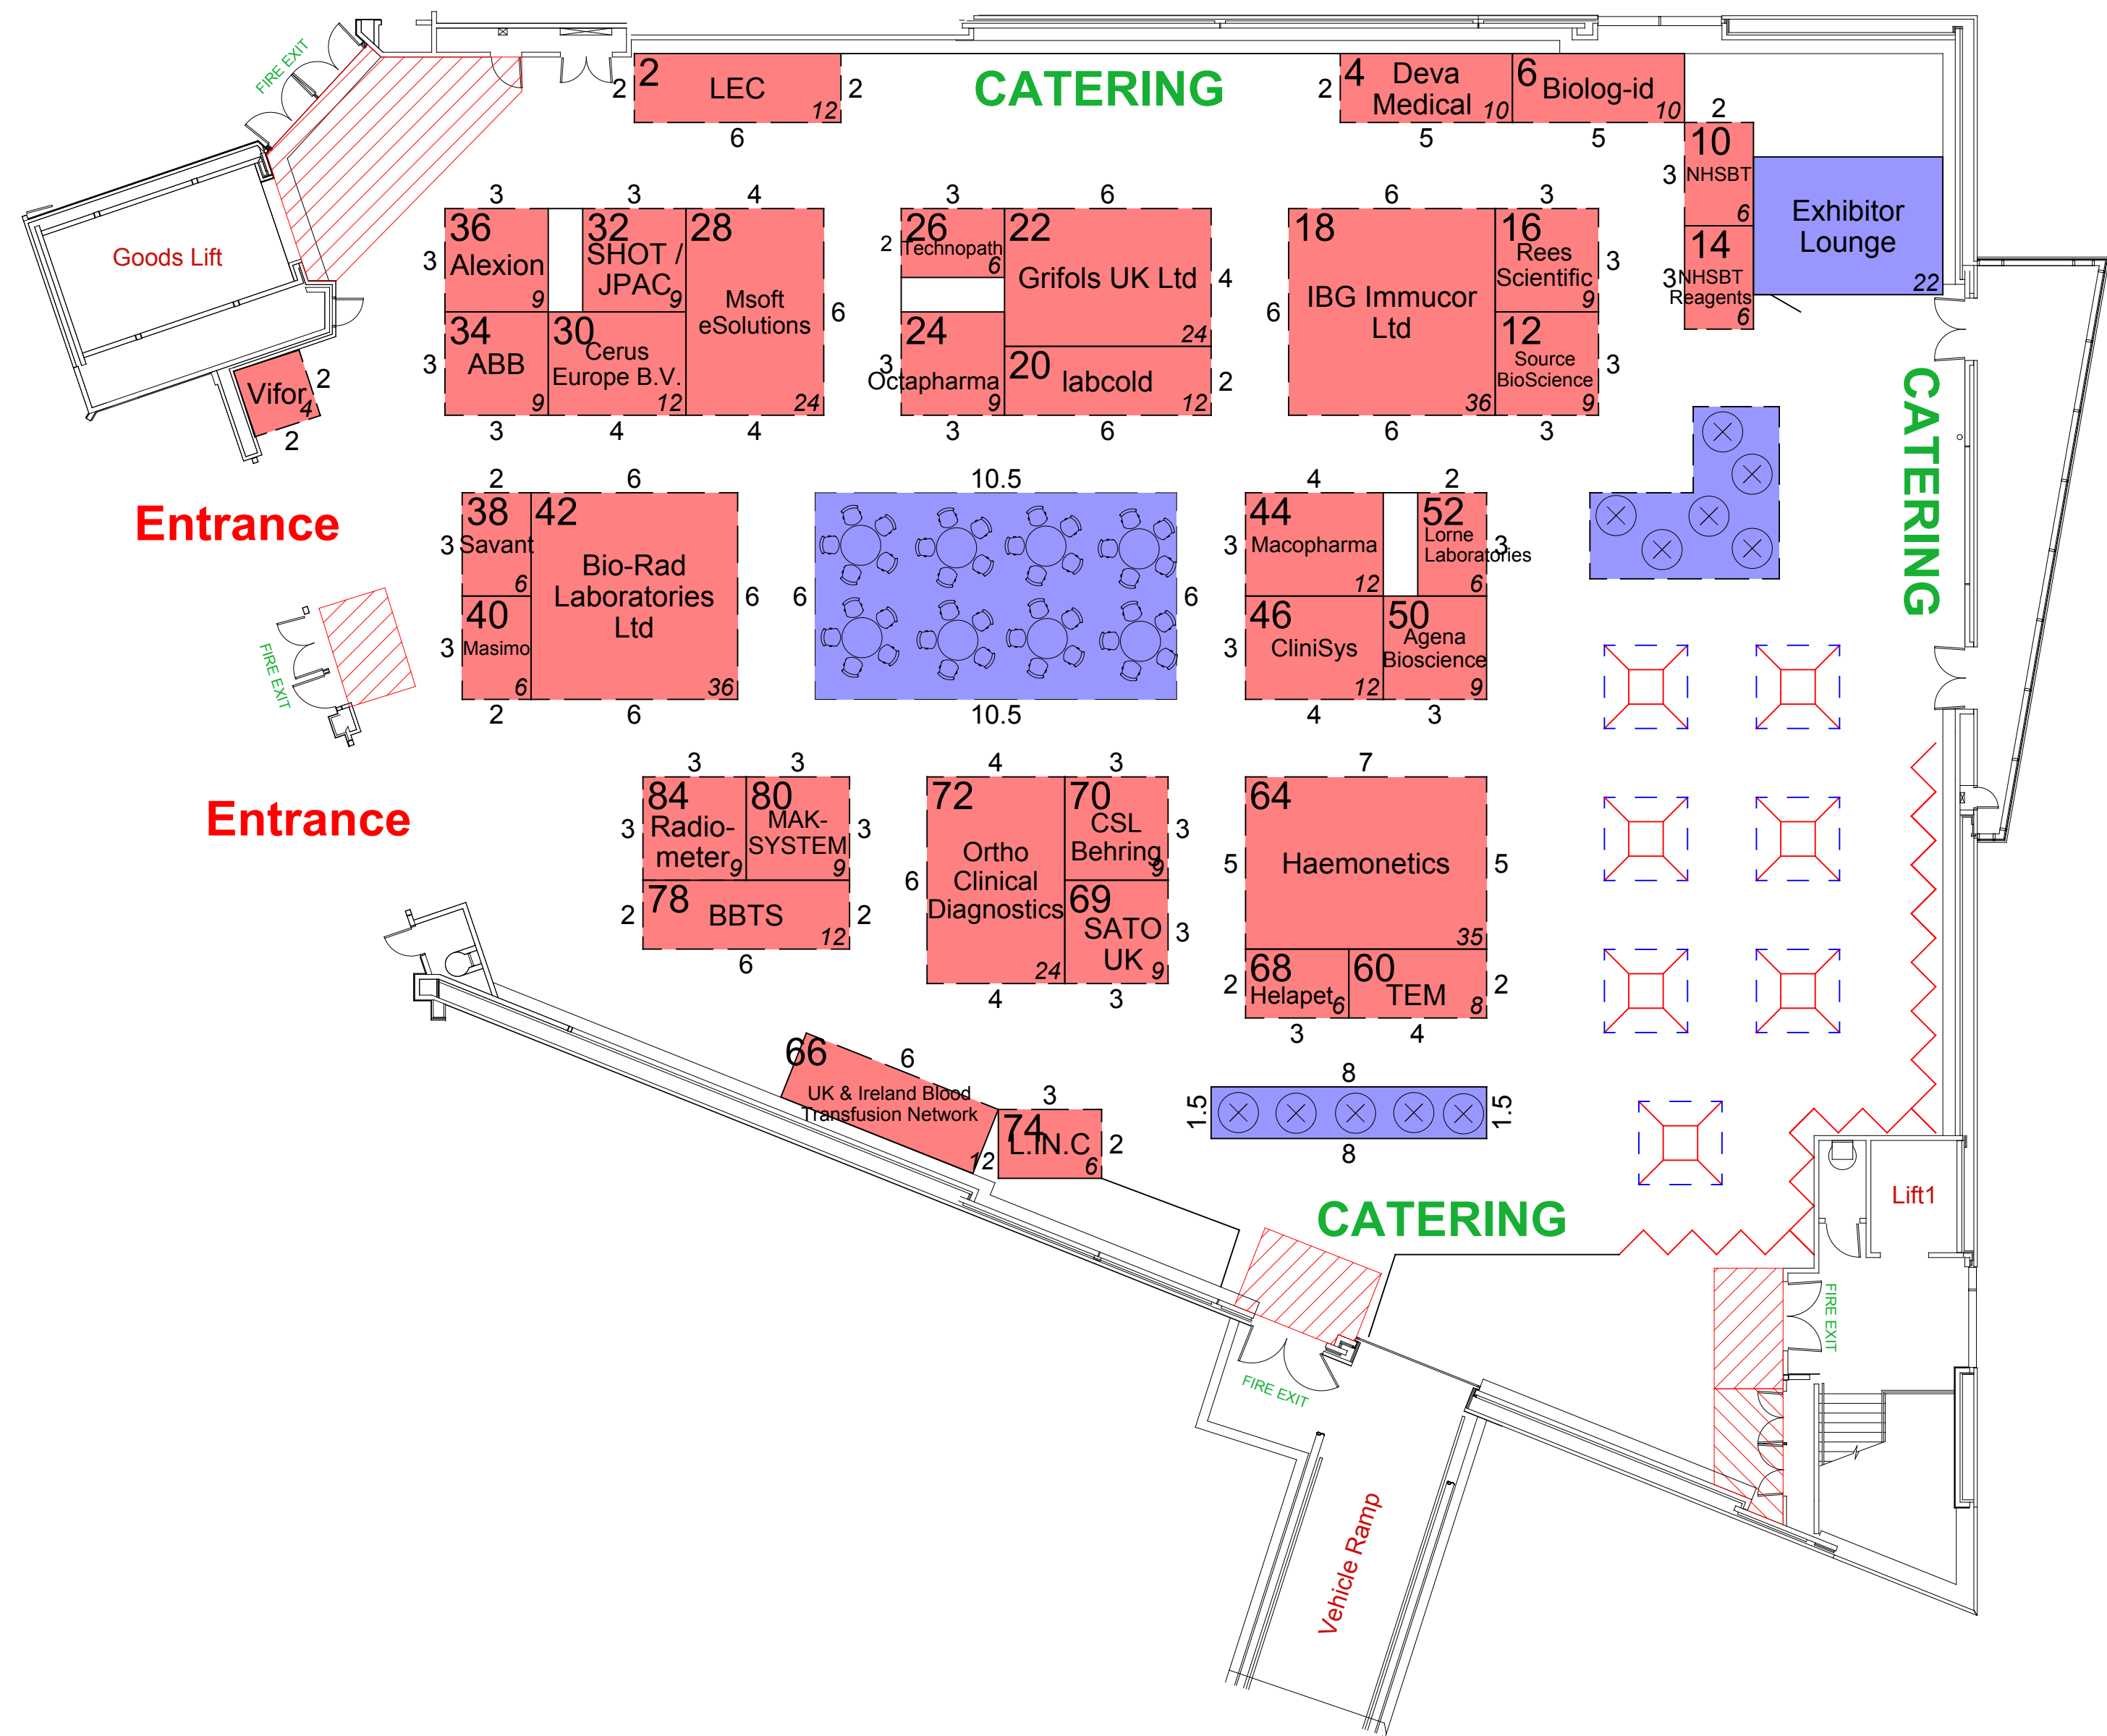 FIRE EXIT
2
LEC
12
2
2
6
CATERING
4
Deva
Medical
10
2
5
6
Biolog-id
10
5
2
10
NHSBT
6
3
14
NHSBT
Reagents
6
3
Exhibitor
Lounge
22
Goods Lift
Vifor
4
2
2
3
3
4
36
Alexion
9
3
32
SHOT /
JPAC
9
28
Msoft
eSolutions
24
6
34
ABB
9
3
30
Cerus
Europe B.V.
12
3
4
4
3
6
26
Technopath
6
2
22
Grifols UK Ltd
24
4
24
Octapharma
9
3
20
labcold
12
2
3
6
6
3
18
IBG Immucor
Ltd
36
6
16
Rees
Scientific
9
3
12
Source
BioScience
9
3
6
3
CATERING
Entrance
2
6
38
Savant
6
3
42
Bio-Rad
Laboratories
Ltd
36
6
40
Masimo
6
3
2
6
10.5
6
6
10.5
4
2
44
Macopharma
12
3
52
Lorne
Laboratories
6
3
46
CliniSys
12
3
50
Agena
Bioscience
9
4
3
FIRE EXIT
Entrance
3
3
84
Radio-
meter
9
3
80
MAK-
SYSTEM
9
3
78
BBTS
12
2
2
6
4
3
72
Ortho
Clinical
Diagnostics
24
6
70
CSL
Behring
9
3
69
SATO
UK
9
3
4
3
7
64
Haemonetics
35
5
5
68
Helapet
6
2
60
TEM
8
2
3
4
66
6
UK & Ireland Blood
Transfusion Network
12
3
74
L.IN.C
6
2
8
1.5
1.5
8
CATERING
Lift1
FIRE EXIT
FIRE EXIT
Vehicle Ramp